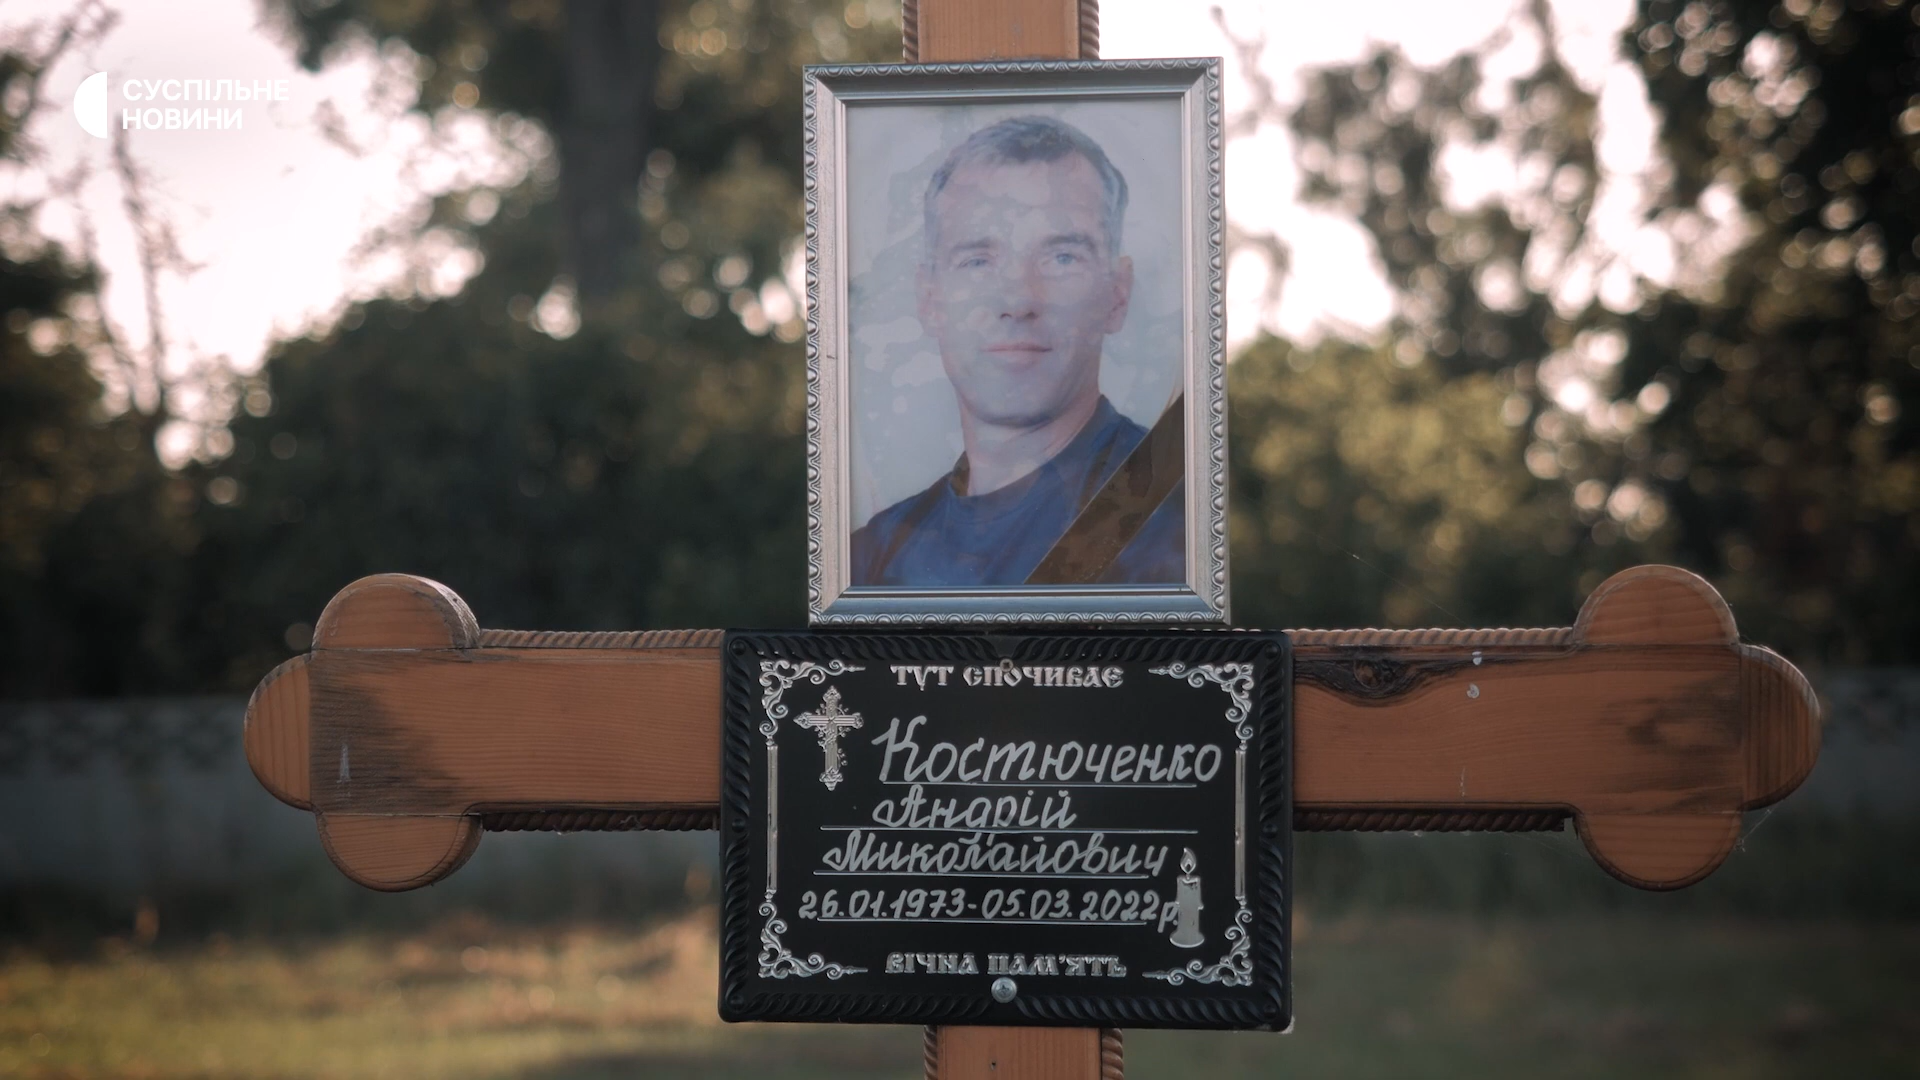 СУСПІЛЬНЕ
НОВИНИ
ТУТ СПОЧИВАЄ
Костюченко
Андрій
Миколайович
26.01.1973-05.03.2022р.
ВІЧНА ПАМ'ЯТЬ